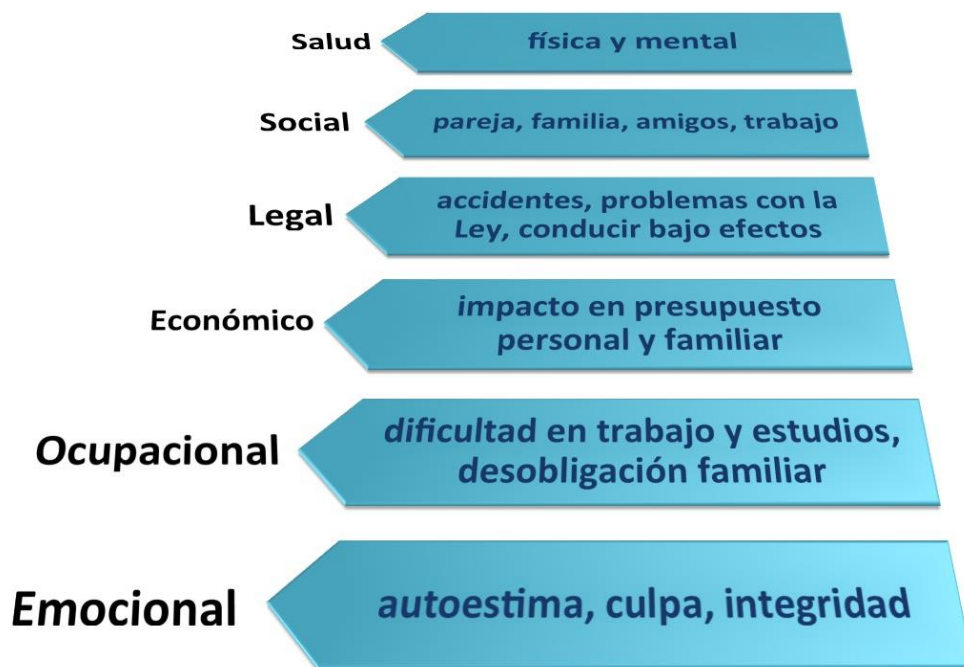 Salud
física y mental
Social
pareja, familia, amigos, trabajo
Legal
accidentes, problemas con la
Ley, conducir bajo efectos
Económico
impacto en presupuesto
personal y familiar
Ocupacional
dificultad en trabajo y estudios,
desobligación familiar
Emocional
autoestima, culpa, integridad